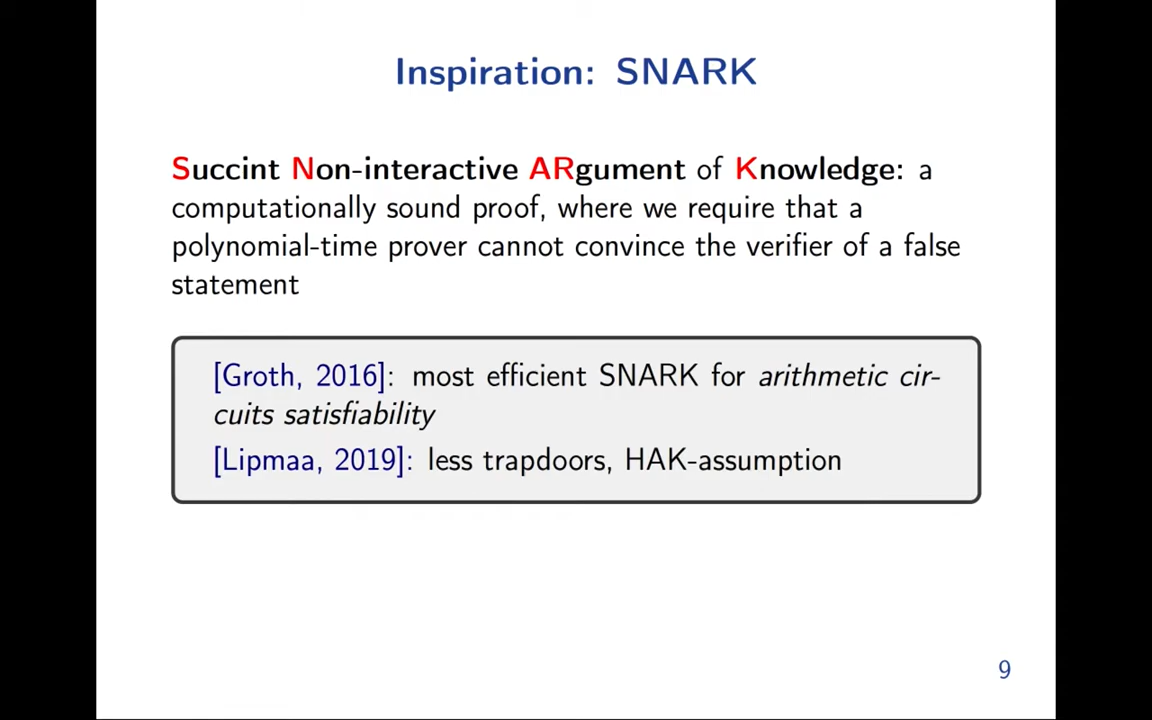 Inspiration: SNARK
Succint Non-interactive ARgument of Knowledge: a
computationally sound proof, where we require that a
polynomial-time prover cannot convince the verifier of a false
statement
[Groth, 2016]: most efficient SNARK for arithmetic cir-
cuits satisfiability
[Lipmaa, 2019]: less trapdoors, HAK-assumption
9